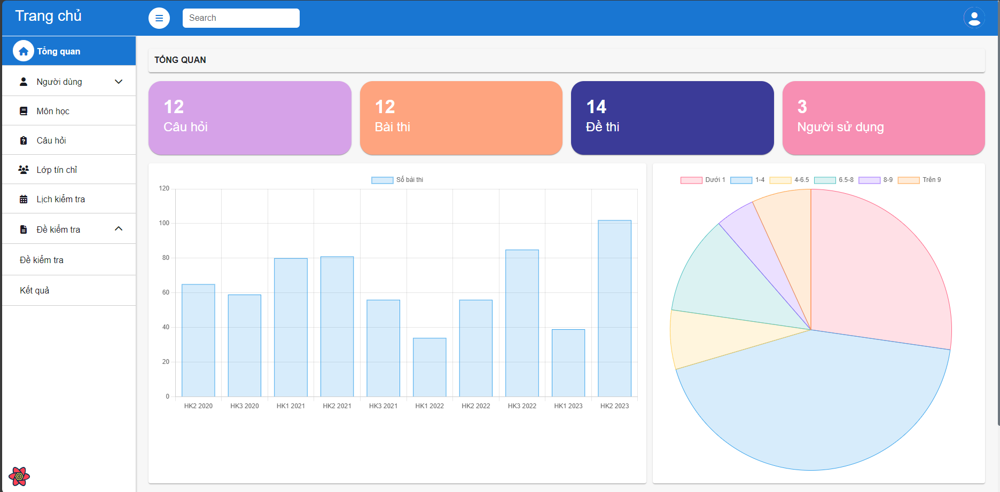 Trang chủ
Search
Tổng quan
Người dùng
Môn học
Câu hỏi
Lớp tín chỉ
Lịch kiểm tra
Đề kiểm tra
Đề kiểm tra
Kết quả
TỔNG QUAN
12
Câu hỏi
12
Bài thi
14
Đề thi
3
Người sử dụng
Số bài thi
120
100
80
60
40
20
0
HK2 2020 HK3 2020 HK1 2021 HK2 2021 HK3 2021 HK1 2022 HK2 2022 HK3 2022 HK1 2023 HK2 2023
Dưới 1 1-4 4-6.5 6.5-8 8-9 Trên 9